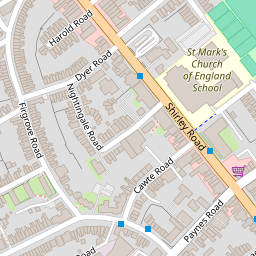 Harold Road
St Mark's
Church
of England
School
Dyer Road
Nightingale Road
Firgrove Road
Shirley Road
Cawte Road
Paynes Road